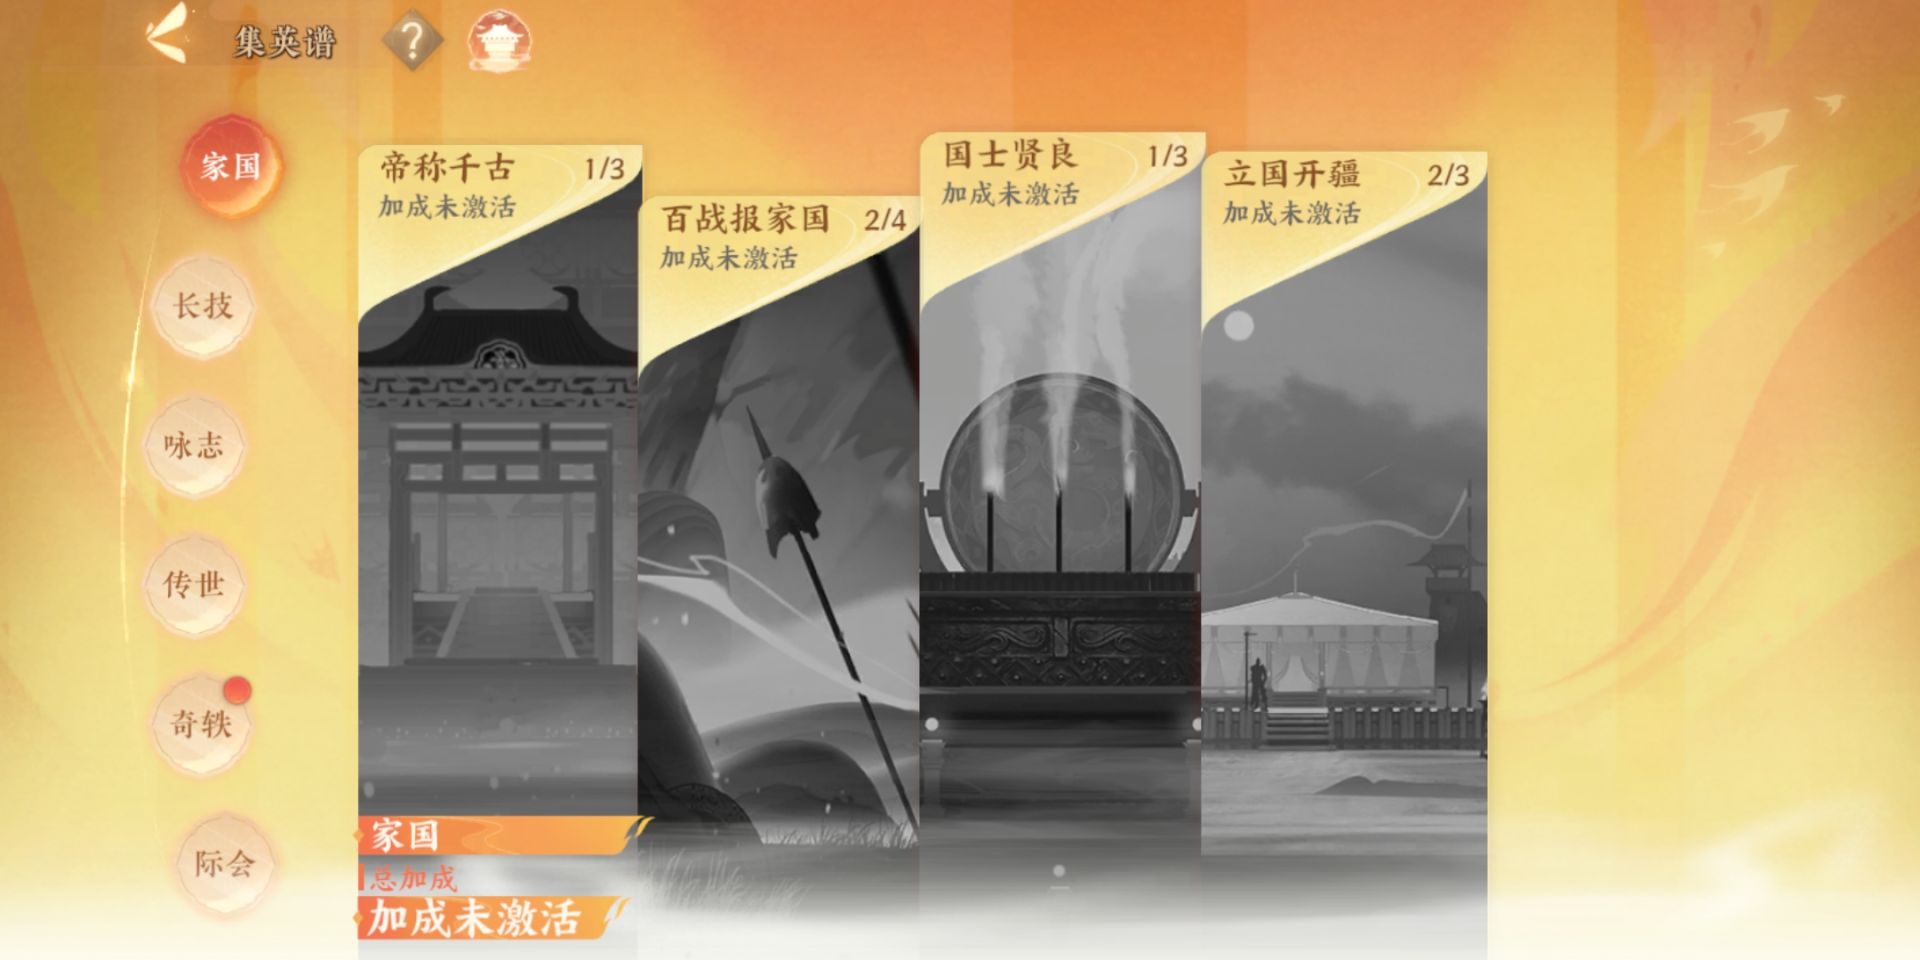 集英谱
?
家国
长技
咏志
传世
奇轶
际会
帝称千古 1/3
加成未激活
百战报家国 2/4
加成未激活
国士贤良 1/3
加成未激活
立国开疆 2/3
加成未激活
家国
总加成
加成未激活